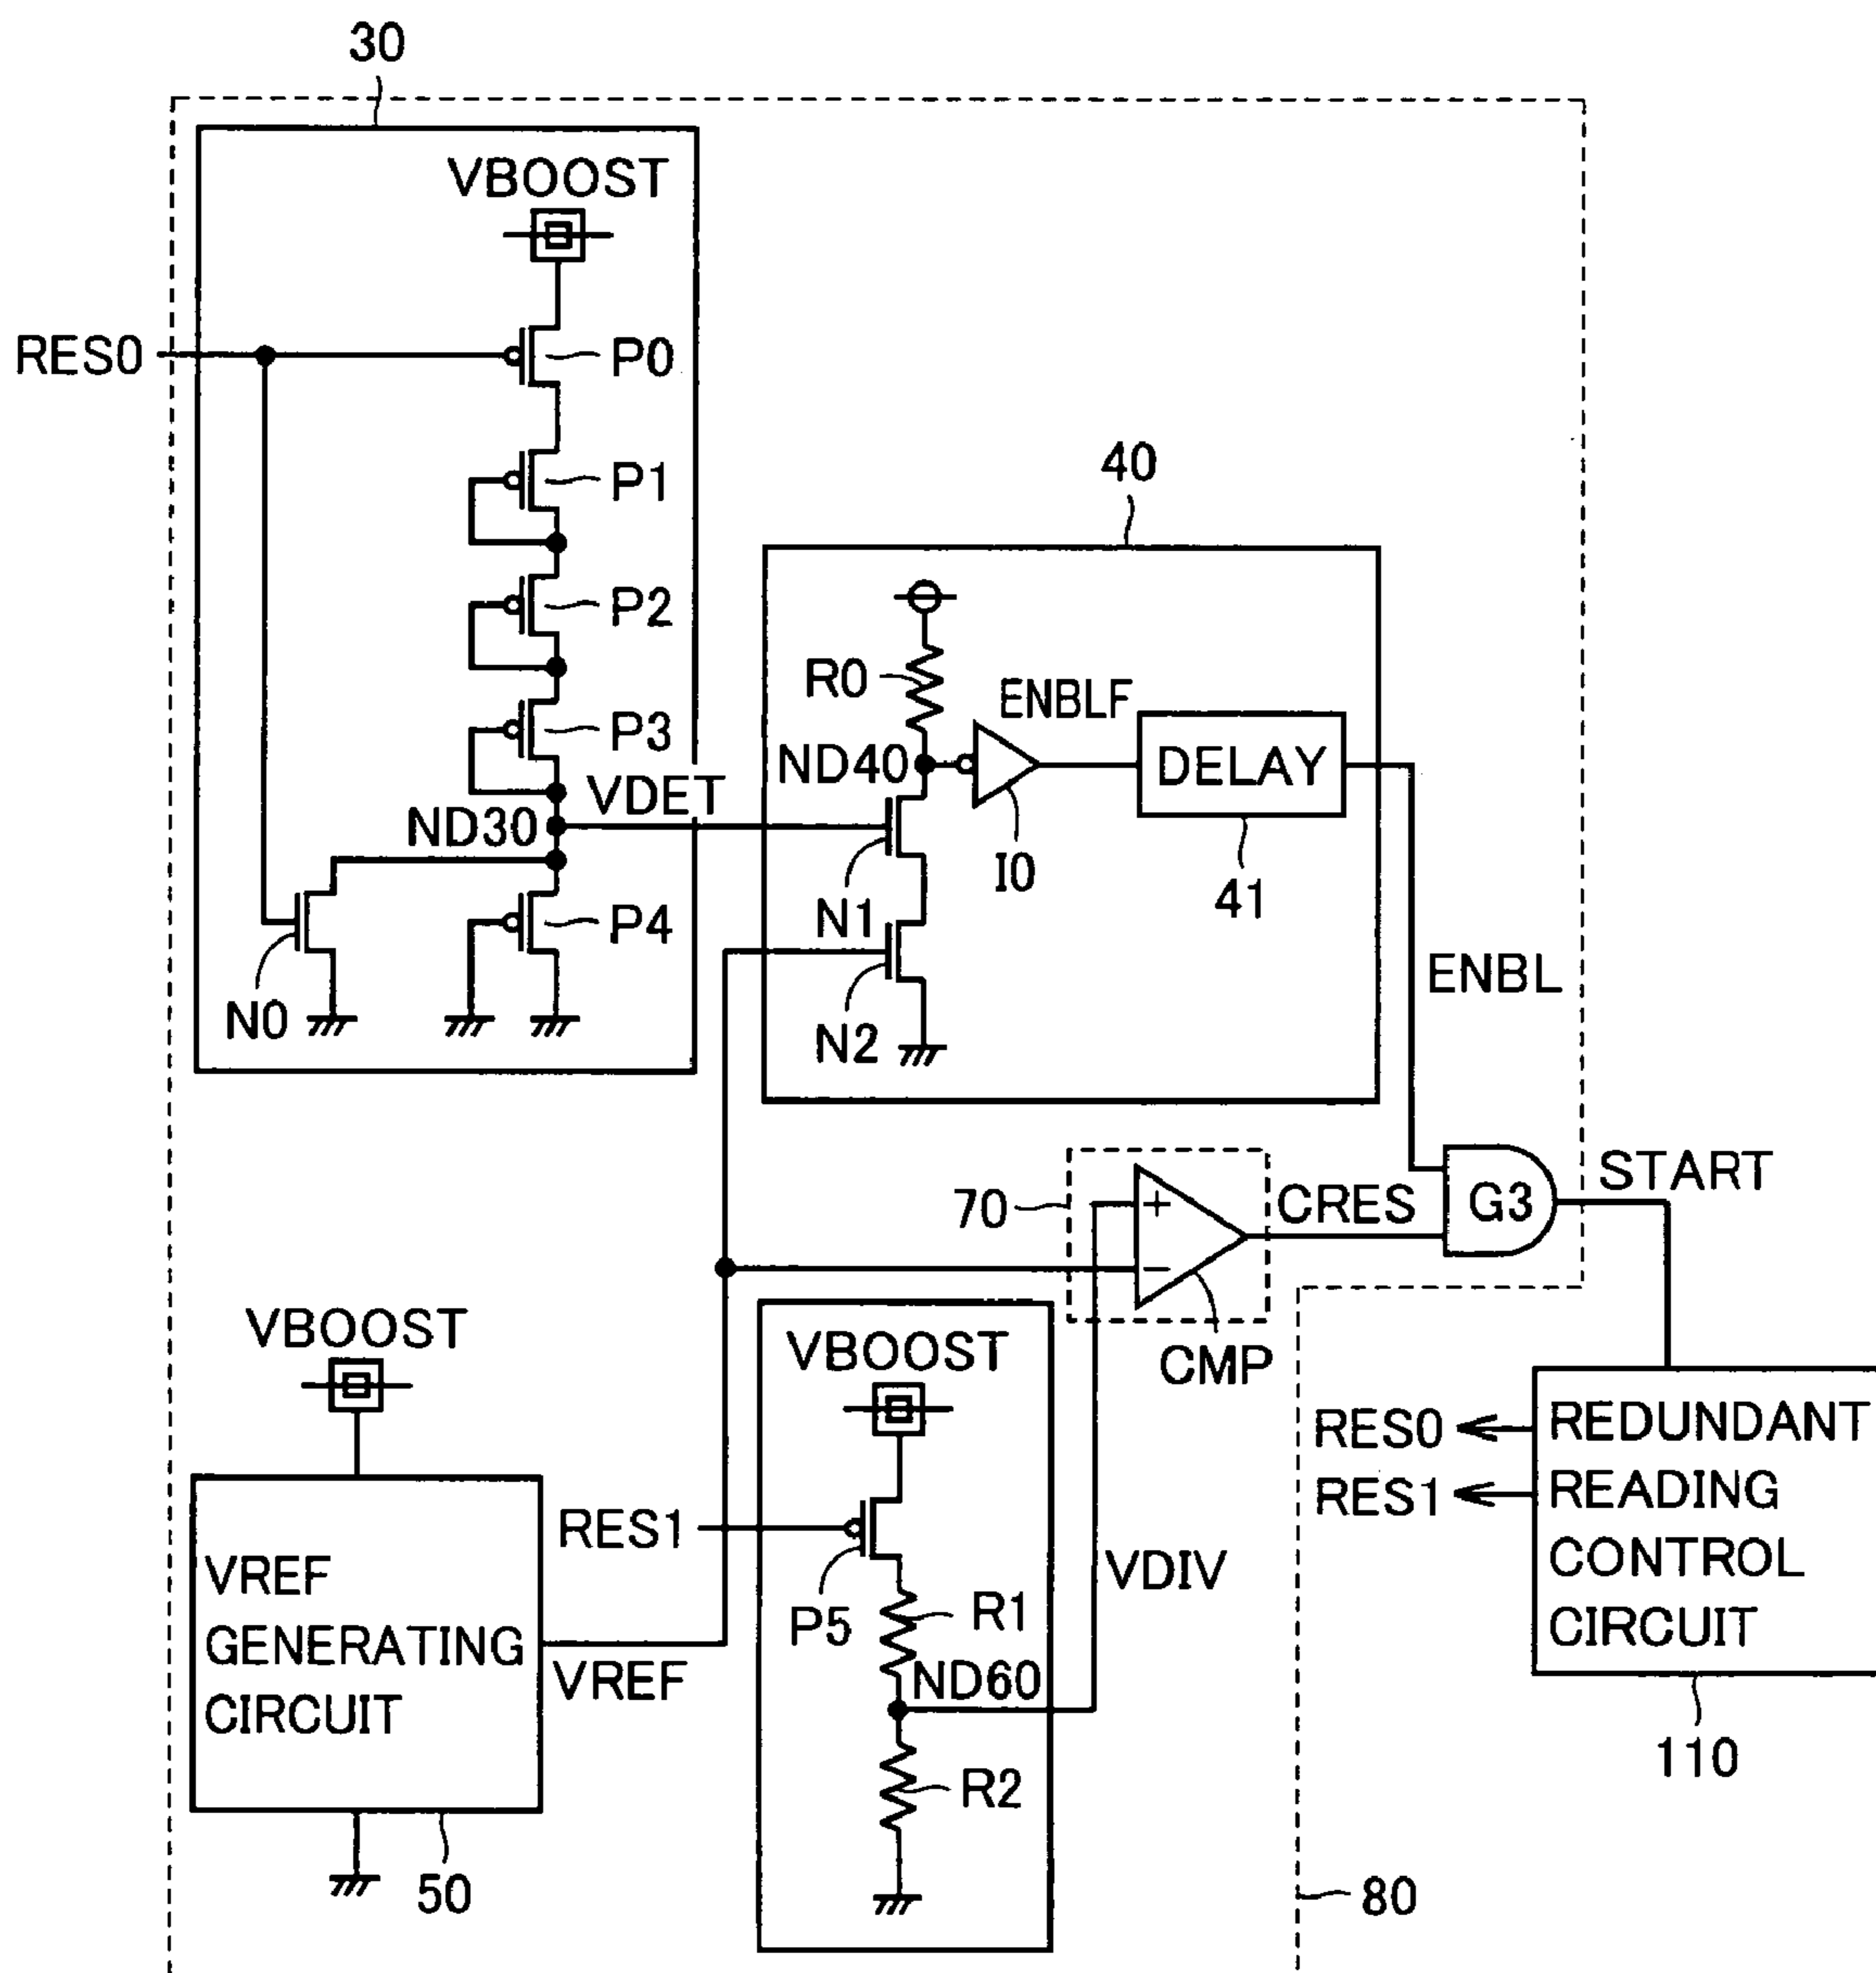 30
VBOOST
RES0
P0
P1
40
P2
R0
ENBLF
P3
ND40
DELAY
VDET
ND30
I0
41
N1
P4
ENBL
N0
N2
START
70
+
CRES
G3
−
VBOOST
VBOOST
CMP
RES0
REDUNDANT
RES1
READING
RES1
CONTROL
VDIV
VREF
P5
R1
CIRCUIT
GENERATING
ND60
VREF
CIRCUIT
110
R2
50
80